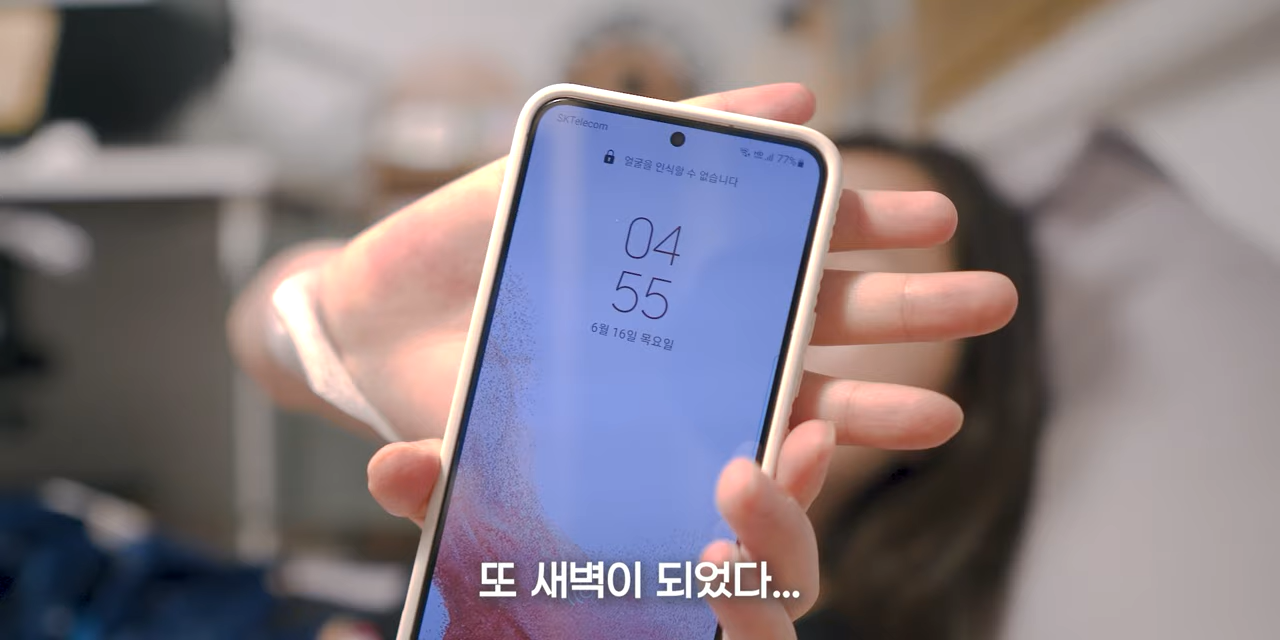 SKTelecom
77%
얼굴을 인식할 수 없습니다
04
55
6월 16일 목요일
또 새벽이 되었다...